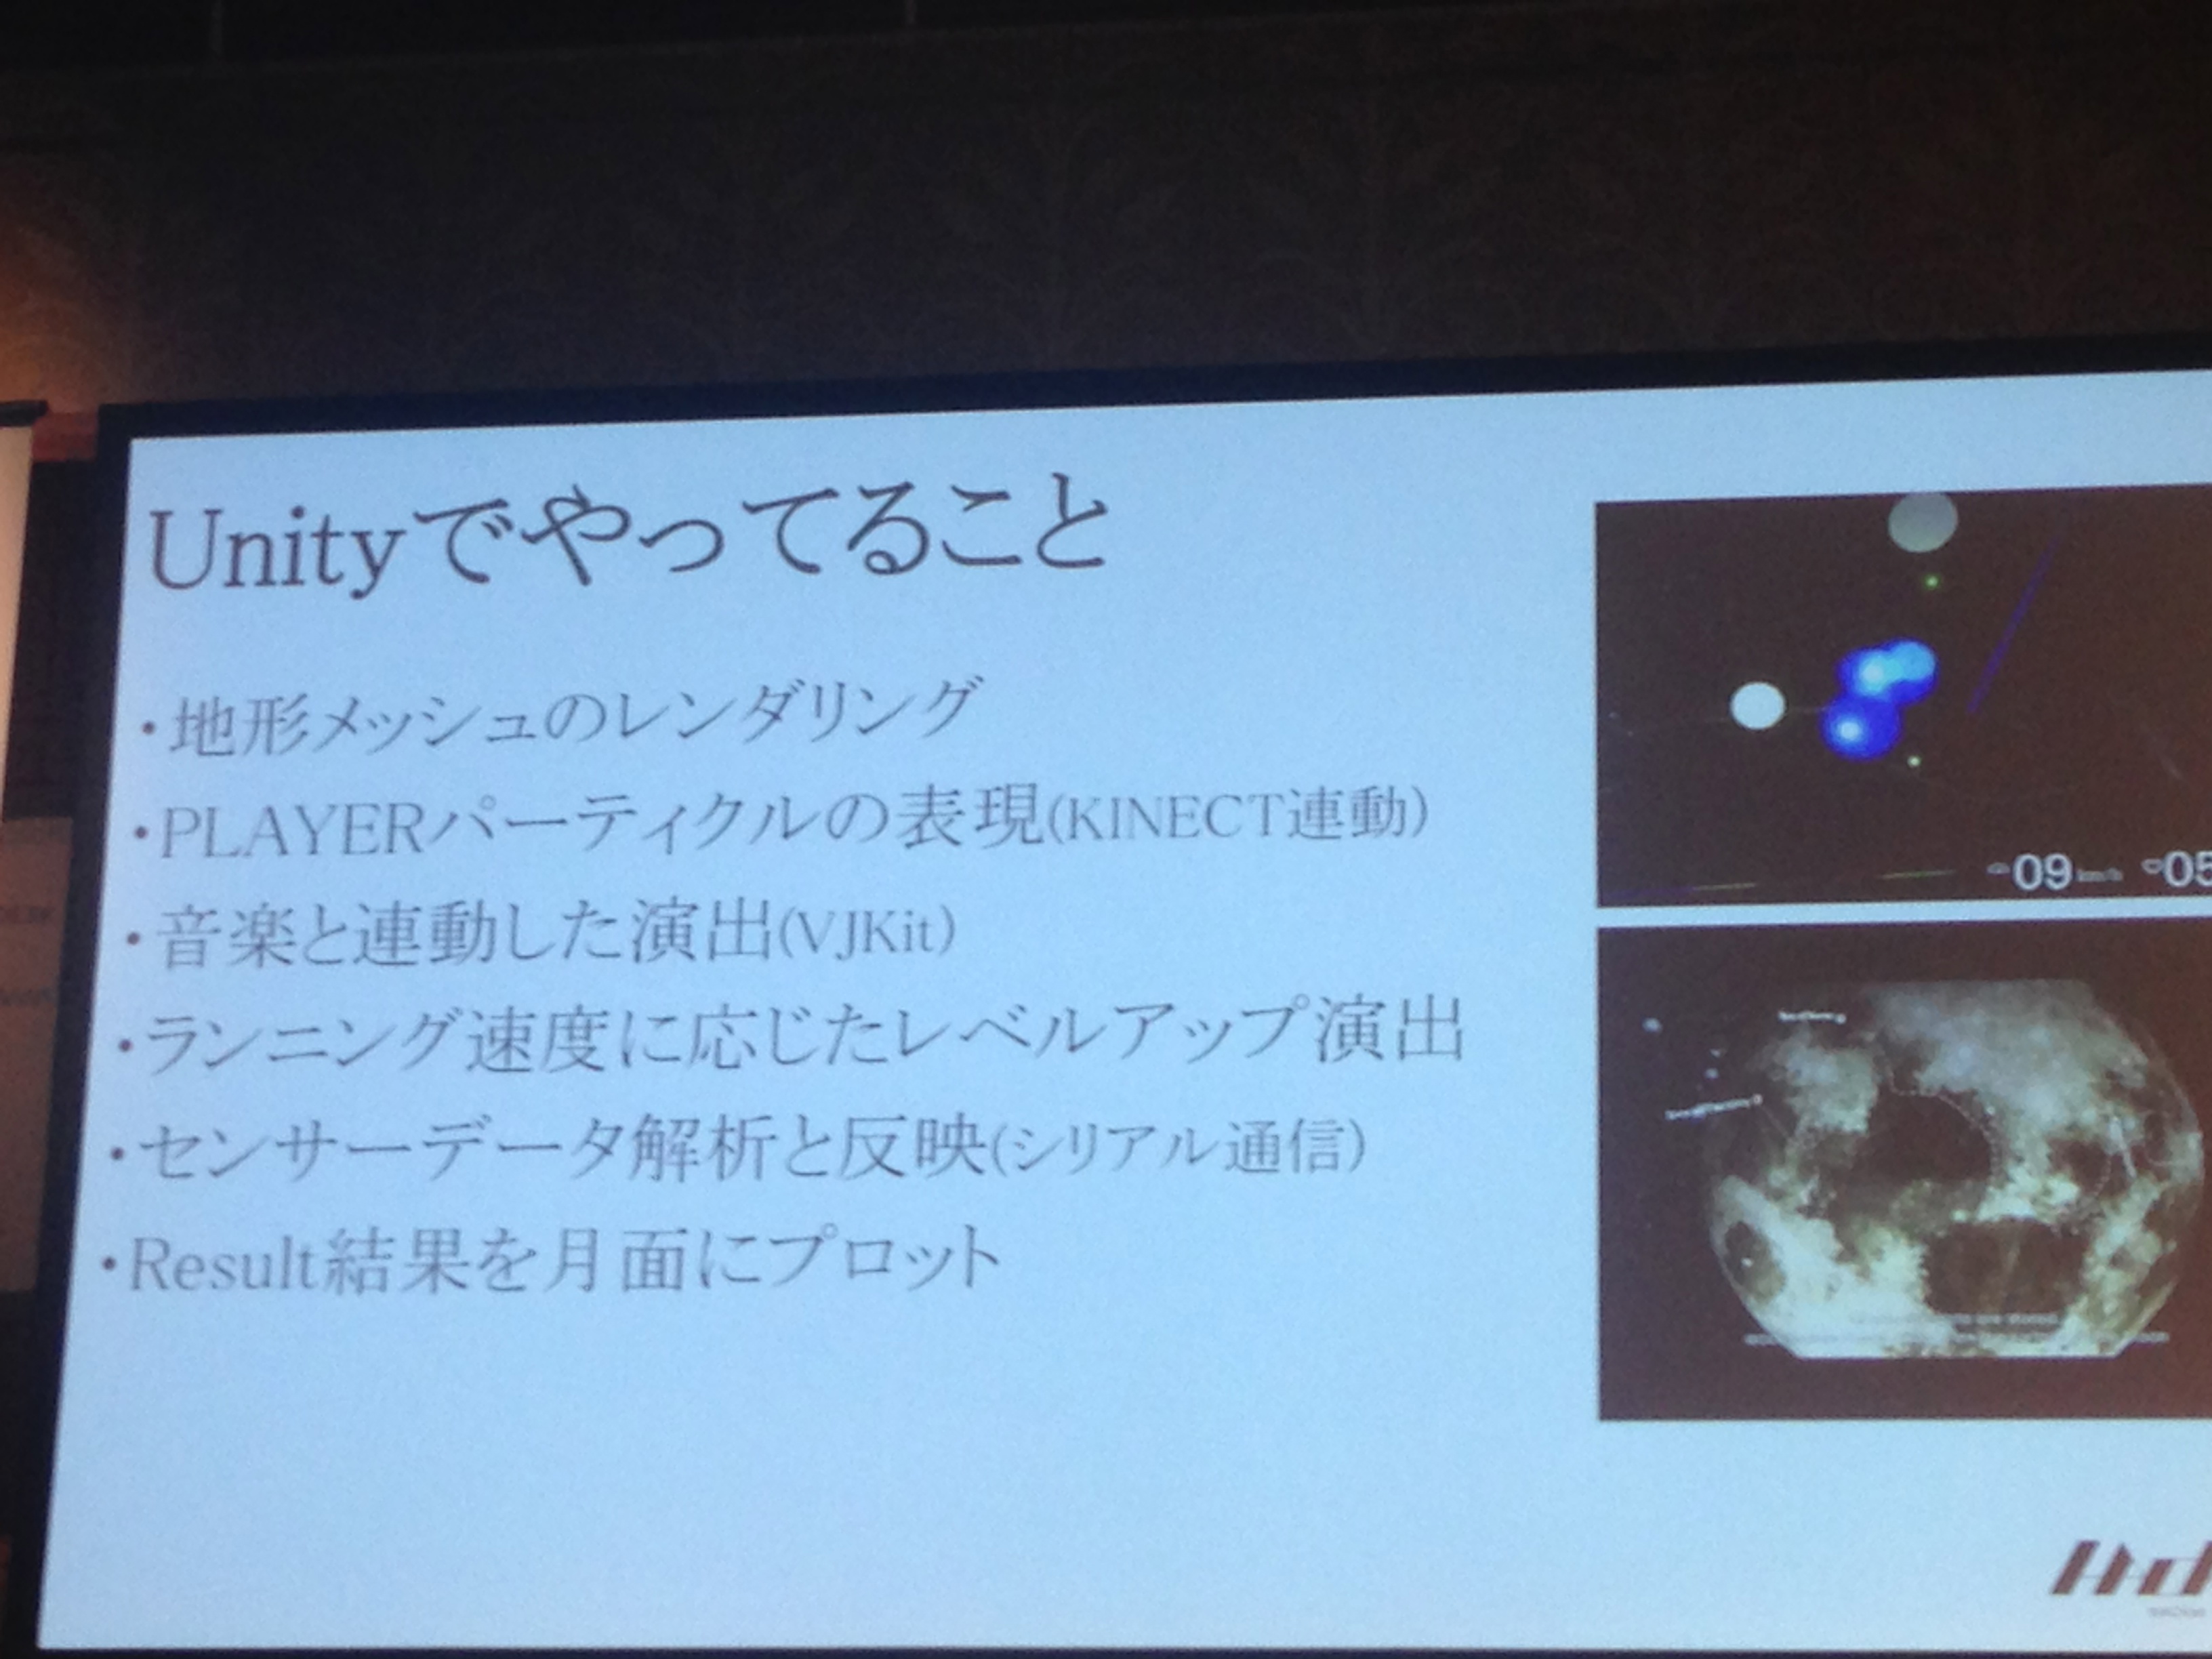 Unityでやってること
・地形メッシュのレンダリング
・PLAYERパーティクルの表現(KINECT連動)
・音楽と連動した演出(VJKit)
・ランニング速度に応じたレベルアップ演出
・センサーデータ解析と反映(シリアル通信)
・Result結果を月面にプロット
09 km/h 05